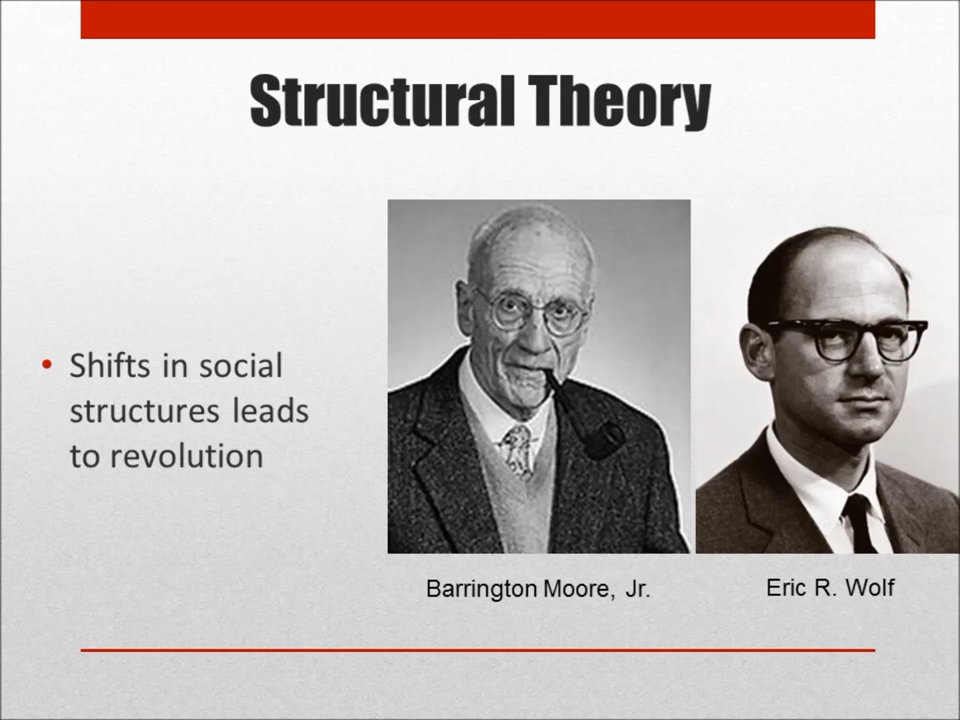 Structural Theory
• Shifts in social
structures leads
to revolution
Barrington Moore, Jr.
Eric R. Wolf